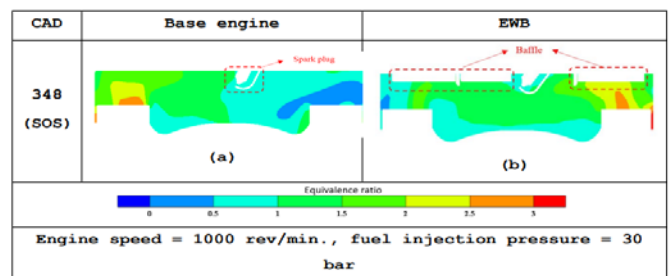 CAD Base engine EWB
Spark plug
Baffle
348
(SOS)
(a)
(b)
Equivalence ratio
0 0.5 1 1.5 2 2.5 3
Engine speed = 1000 rev/min., fuel injection pressure = 30
bar